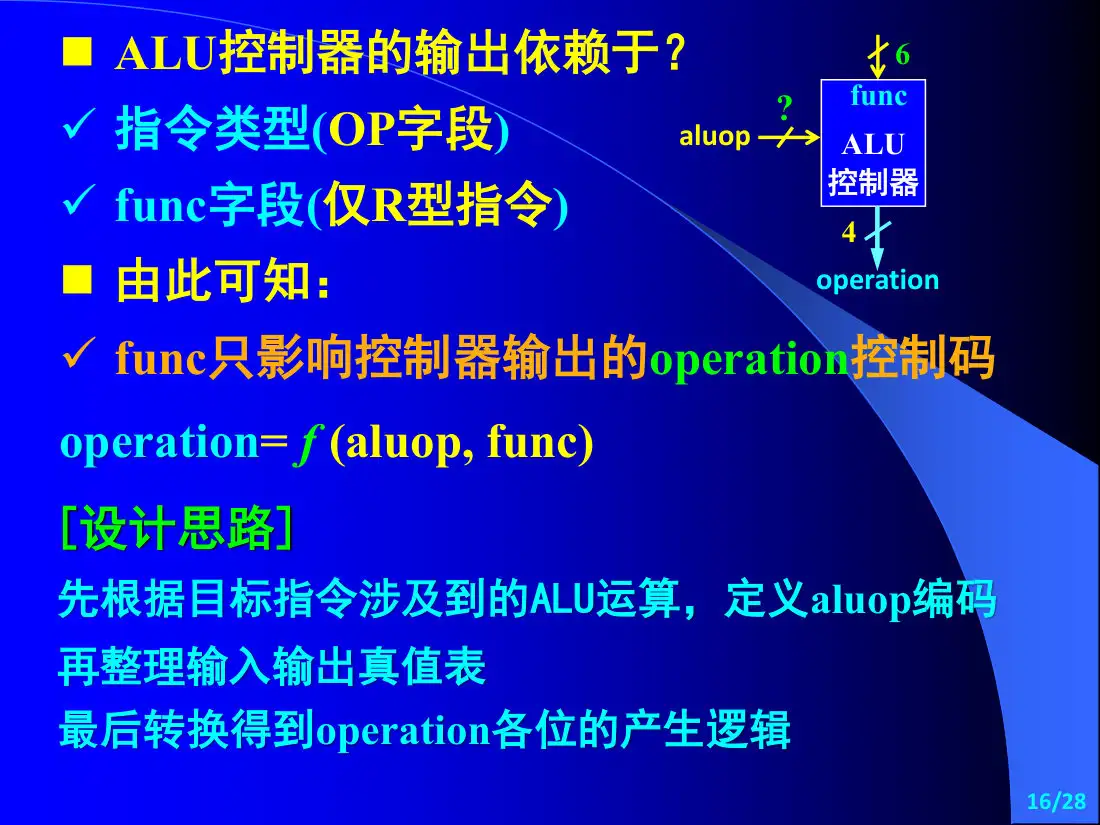 ALU控制器的输出依赖于？
指令类型(OP字段)
func字段(仅R型指令)
由此可知：
func只影响控制器输出的operation控制码
operation= f (aluop, func)
[设计思路]
先根据目标指令涉及到的ALU运算，定义aluop编码
再整理输入输出真值表
最后转换得到operation各位的产生逻辑
6
func
?
aluop
ALU
控制器
4
operation
16/28